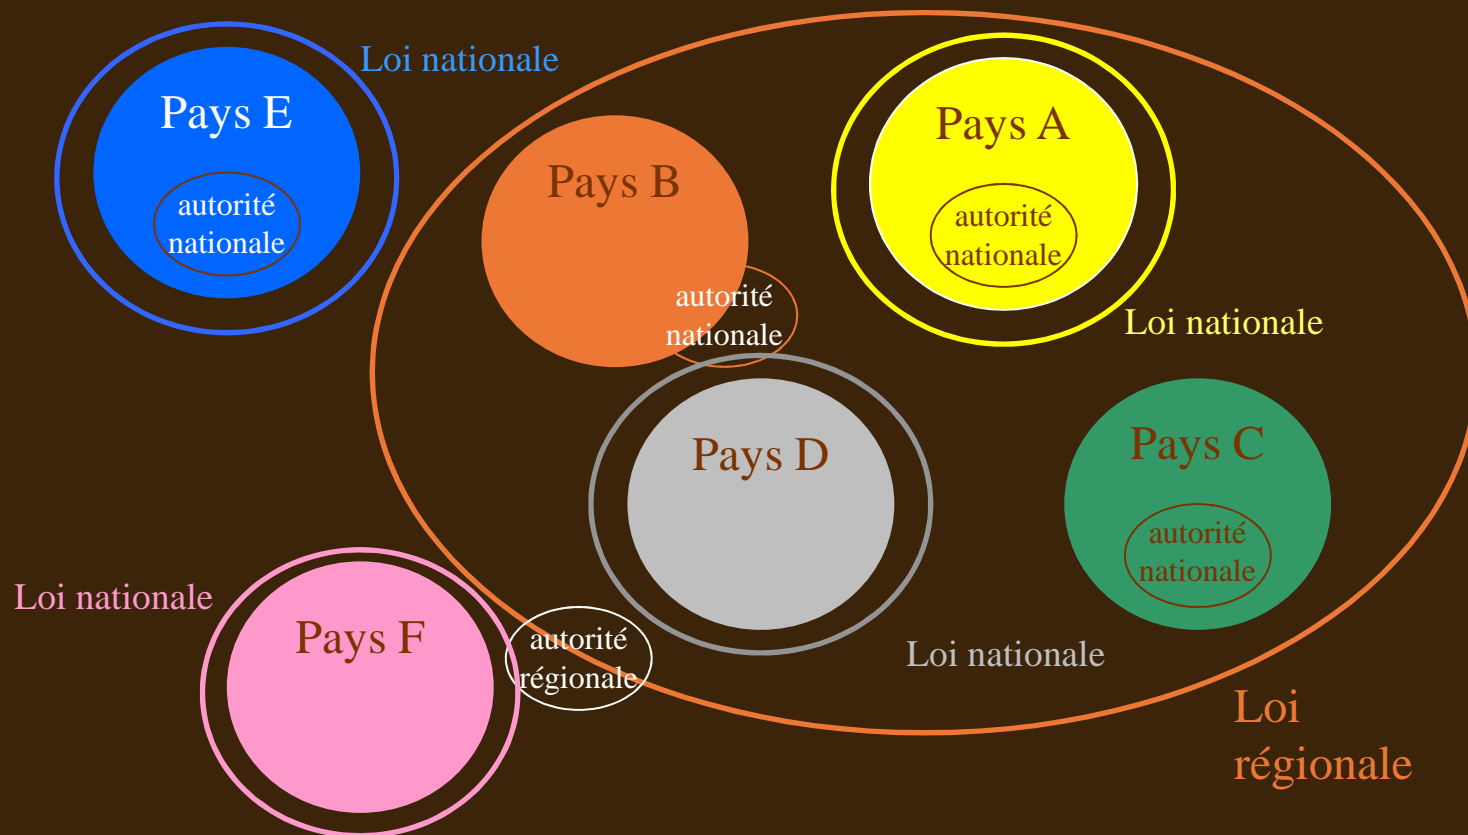 Loi nationale
Pays E
autorité
nationale
Pays B
autorité
nationale
Pays A
autorité
nationale
Loi nationale
Pays D
Loi nationale
Pays C
autorité
nationale
Loi nationale
Pays F
autorité
régionale
Loi
régionale